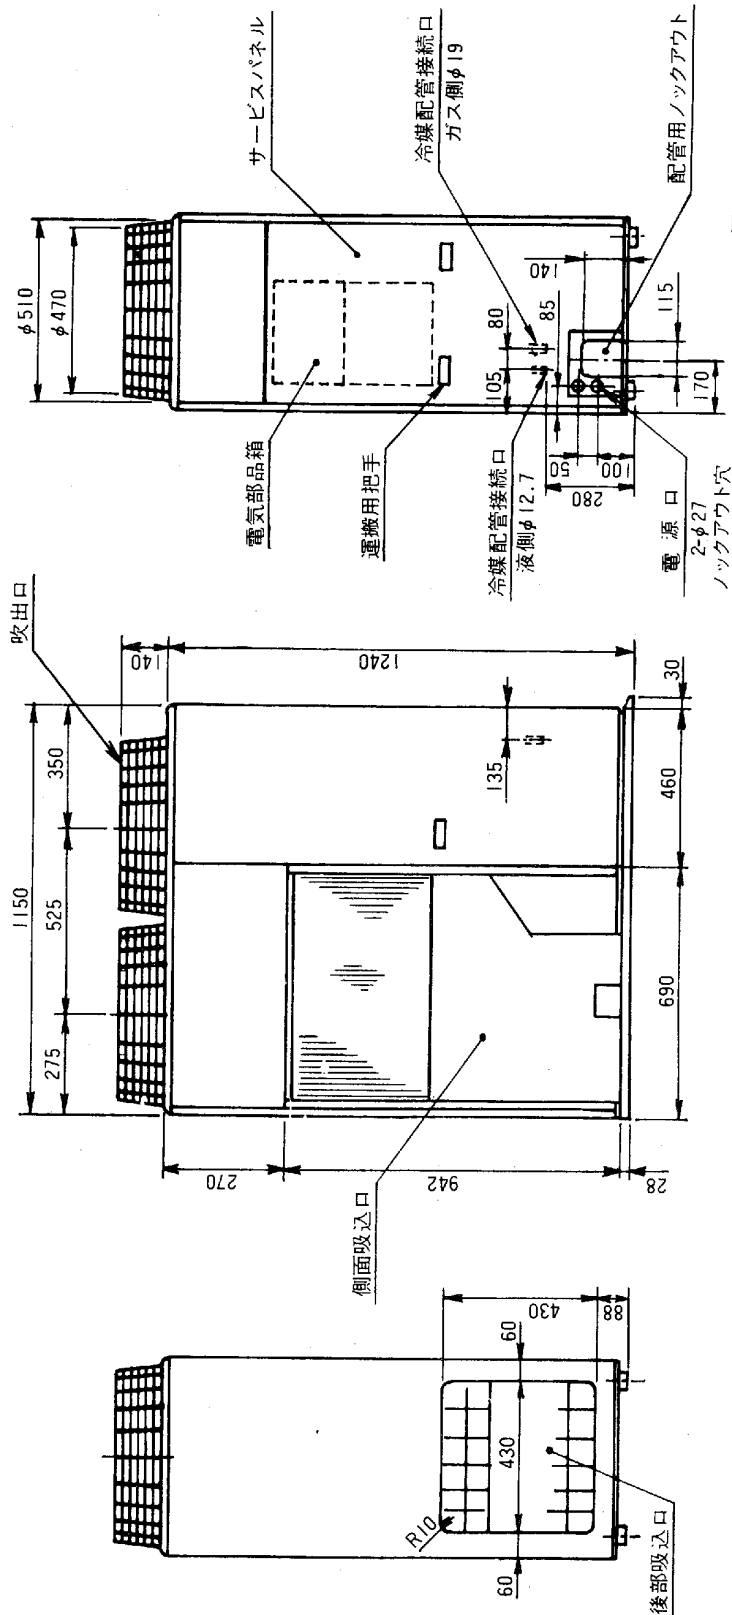 サービスパネル
冷媒配管接続口
ガス側φ19
配管用ノックアウト
φ510
φ470
140
115
80
85
105
170
電気部品箱
運搬用把手
冷媒配管接続口
液側φ12.7
50
100
280
電源口
2-φ27
ノックアウト穴
吹出口
140
1240
30
1150
350
525
275
135
460
690
270
942
28
側面吸込口
430
88
60
430
R10
60
後部吸込口